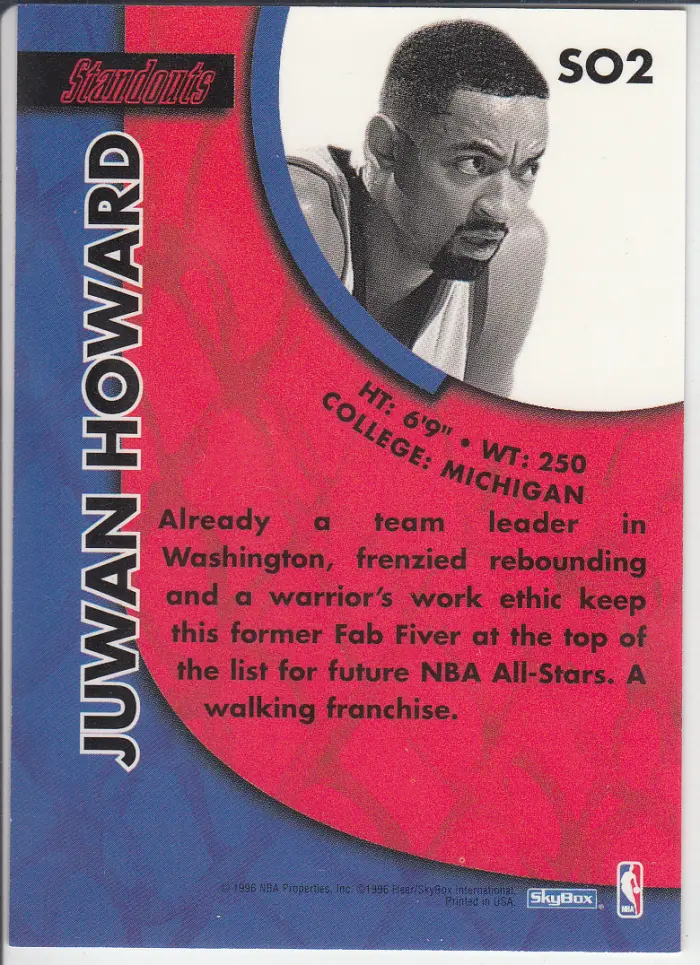 Standouts
SO2
JUWAN HOWARD
HT: 6'9" • WT: 250
COLLEGE: MICHIGAN
Already a team leader in
Washington, frenzied rebounding
and a warrior's work ethic keep
this former Fab Fiver at the top of
the list for future NBA All-Stars. A
walking franchise.
© 1996 NBA Properties, Inc. ©1996 Fleer/SkyBox International.
Printed in USA.
SkyBox
NBA